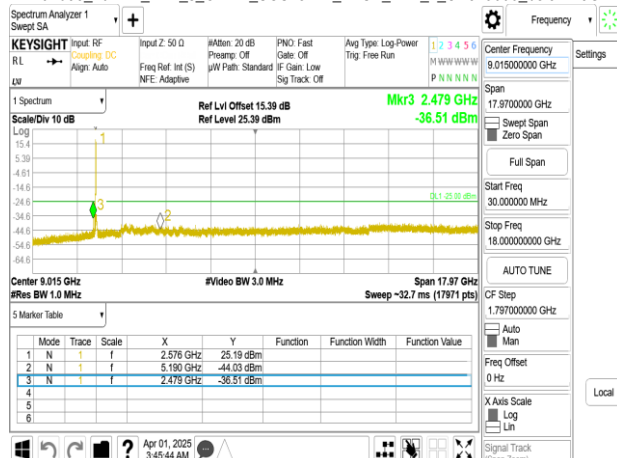 Spectrum Analyzer 1
Swept SA
Frequency
KEYSIGHT
RL
LXI
Input: RF
Coupling: DC
Align: Auto
Input Z: 50 Ω
Freq Ref: Int (S)
NFE: Adaptive
#Atten: 20 dB
Preamp: Off
µW Path: Standard
PNO: Fast
Gate: Off
IF Gain: Low
Sig Track: Off
Avg Type: Log-Power
Trig: Free Run
1 2 3 4 5 6
M W W W W W
P N N N N N
1 Spectrum
Scale/Div 10 dB
Ref Lvl Offset 15.39 dB
Ref Level 25.39 dBm
Mkr3 2.479 GHz
-36.51 dBm
Log
15.4
5.39
-4.61
-14.6
-24.6
-34.6
-44.6
-54.6
-64.6
1
2
3
DL1 -25.00 dBm
Center 9.015 GHz
#Res BW 1.0 MHz
#Video BW 3.0 MHz
Span 17.97 GHz
Sweep ~32.7 ms (17971 pts)
5 Marker Table
Mode Trace Scale X Y Function Function Width Function Value
1 N 1 f 2.576 GHz 25.19 dBm
2 N 1 f 5.190 GHz -44.03 dBm
3 N 1 f 2.479 GHz -36.51 dBm
4
5
6
Apr 01, 2025
3:45:44 AM
Center Frequency
9.015000000 GHz
Settings
Span
17.9700000 GHz
Swept Span
Zero Span
Full Span
Start Freq
30.000000 MHz
Stop Freq
18.000000000 GHz
AUTO TUNE
CF Step
1.797000000 GHz
Auto
Man
Freq Offset
0 Hz
X Axis Scale
Log
Lin
Local
Signal Track